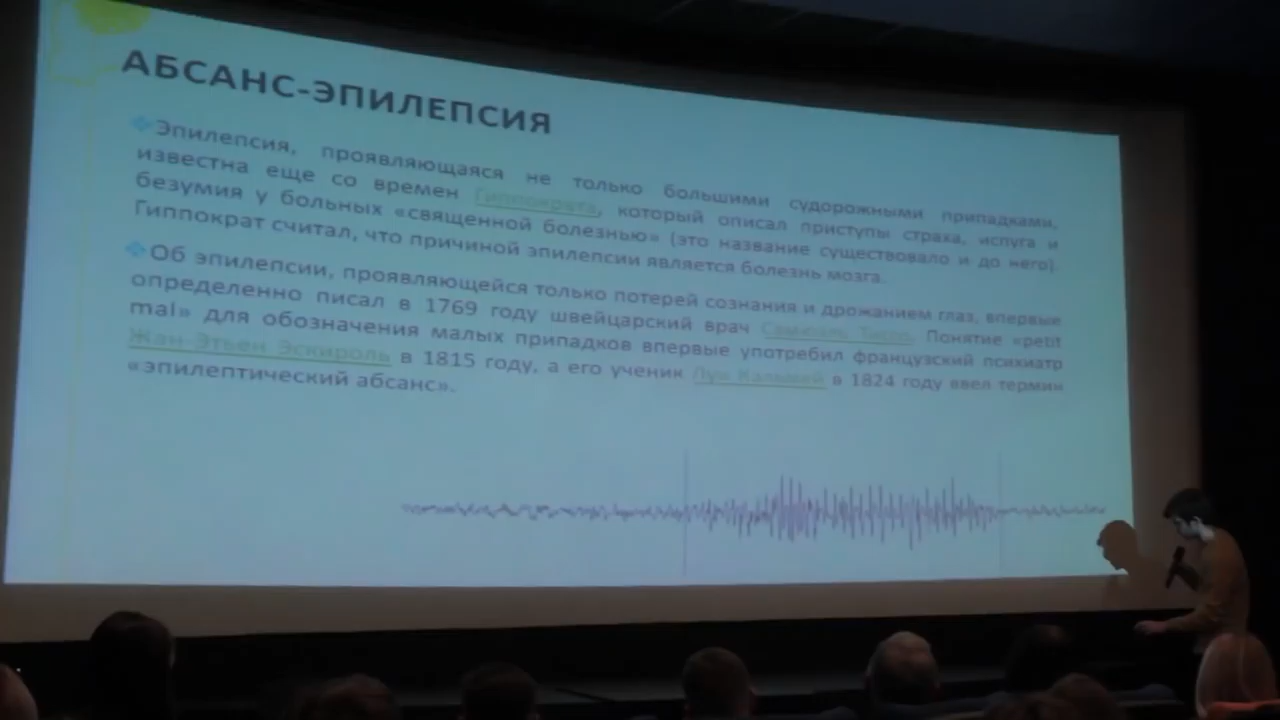 АБСАНС-ЭПИЛЕПСИЯ
Эпилепсия, проявляющаяся не только большими судорожными припадками,
известна еще со времен Гиппократа, который описал приступы страха, испуга и
безумия у больных «священной болезнью» (это название существовало и до него).
Гиппократ считал, что причиной эпилепсии является болезнь мозга.
Об эпилепсии, проявляющейся только потерей сознания и дрожанием глаз, впервые
определенно писал в 1769 году швейцарский врач Понятие «petit
mal» для обозначения малых припадков впервые употребил французский психиатр
Жан-Этьен Эскироль в 1815 году, а его ученик в 1824 году ввел термин
«эпилептический абсанс».